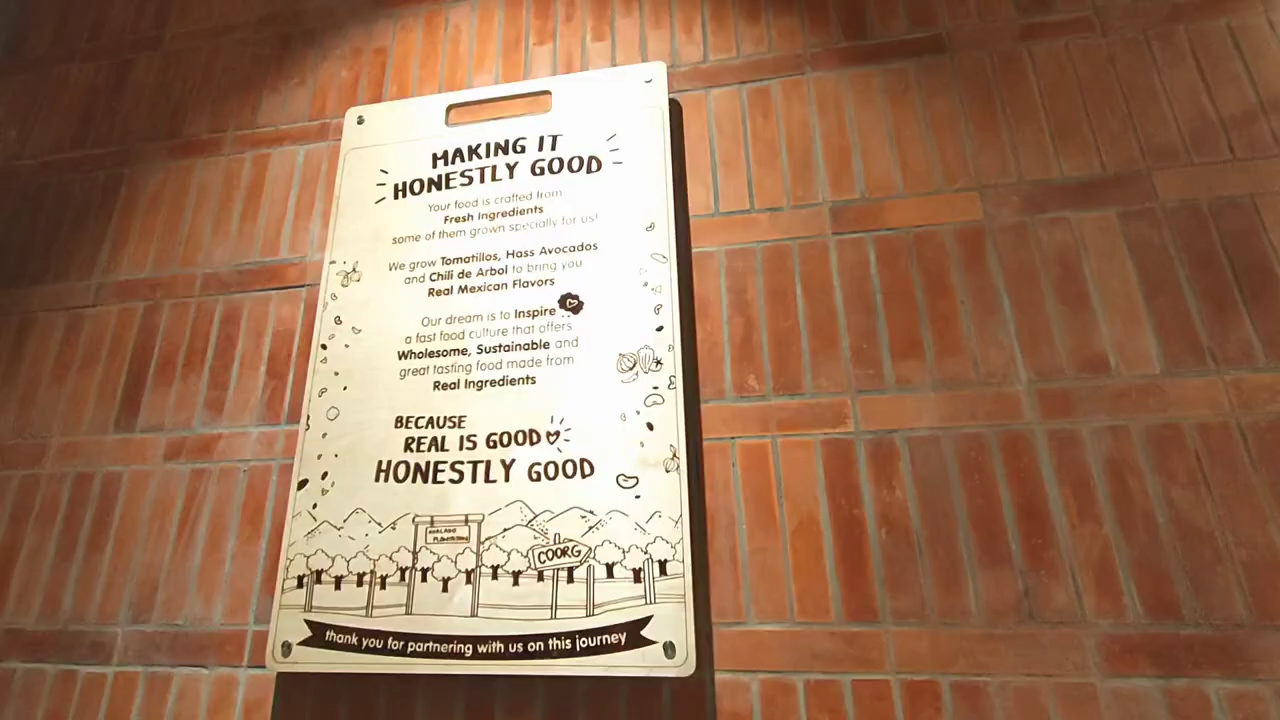 MAKING IT
HONESTLY GOOD
Your food is crafted from
Fresh Ingredients
some of them grown specially for us!
We grow Tomatillos, Hass Avocados
and Chili de Arbol to bring you
Real Mexican Flavors
Our dream is to Inspire
a fast food culture that offers
Wholesome, Sustainable and
great tasting food made from
Real Ingredients
BECAUSE
REAL IS GOOD
HONESTLY GOOD
AVOCADO
PLANTATION
COORG
thank you for partnering with us on this journey